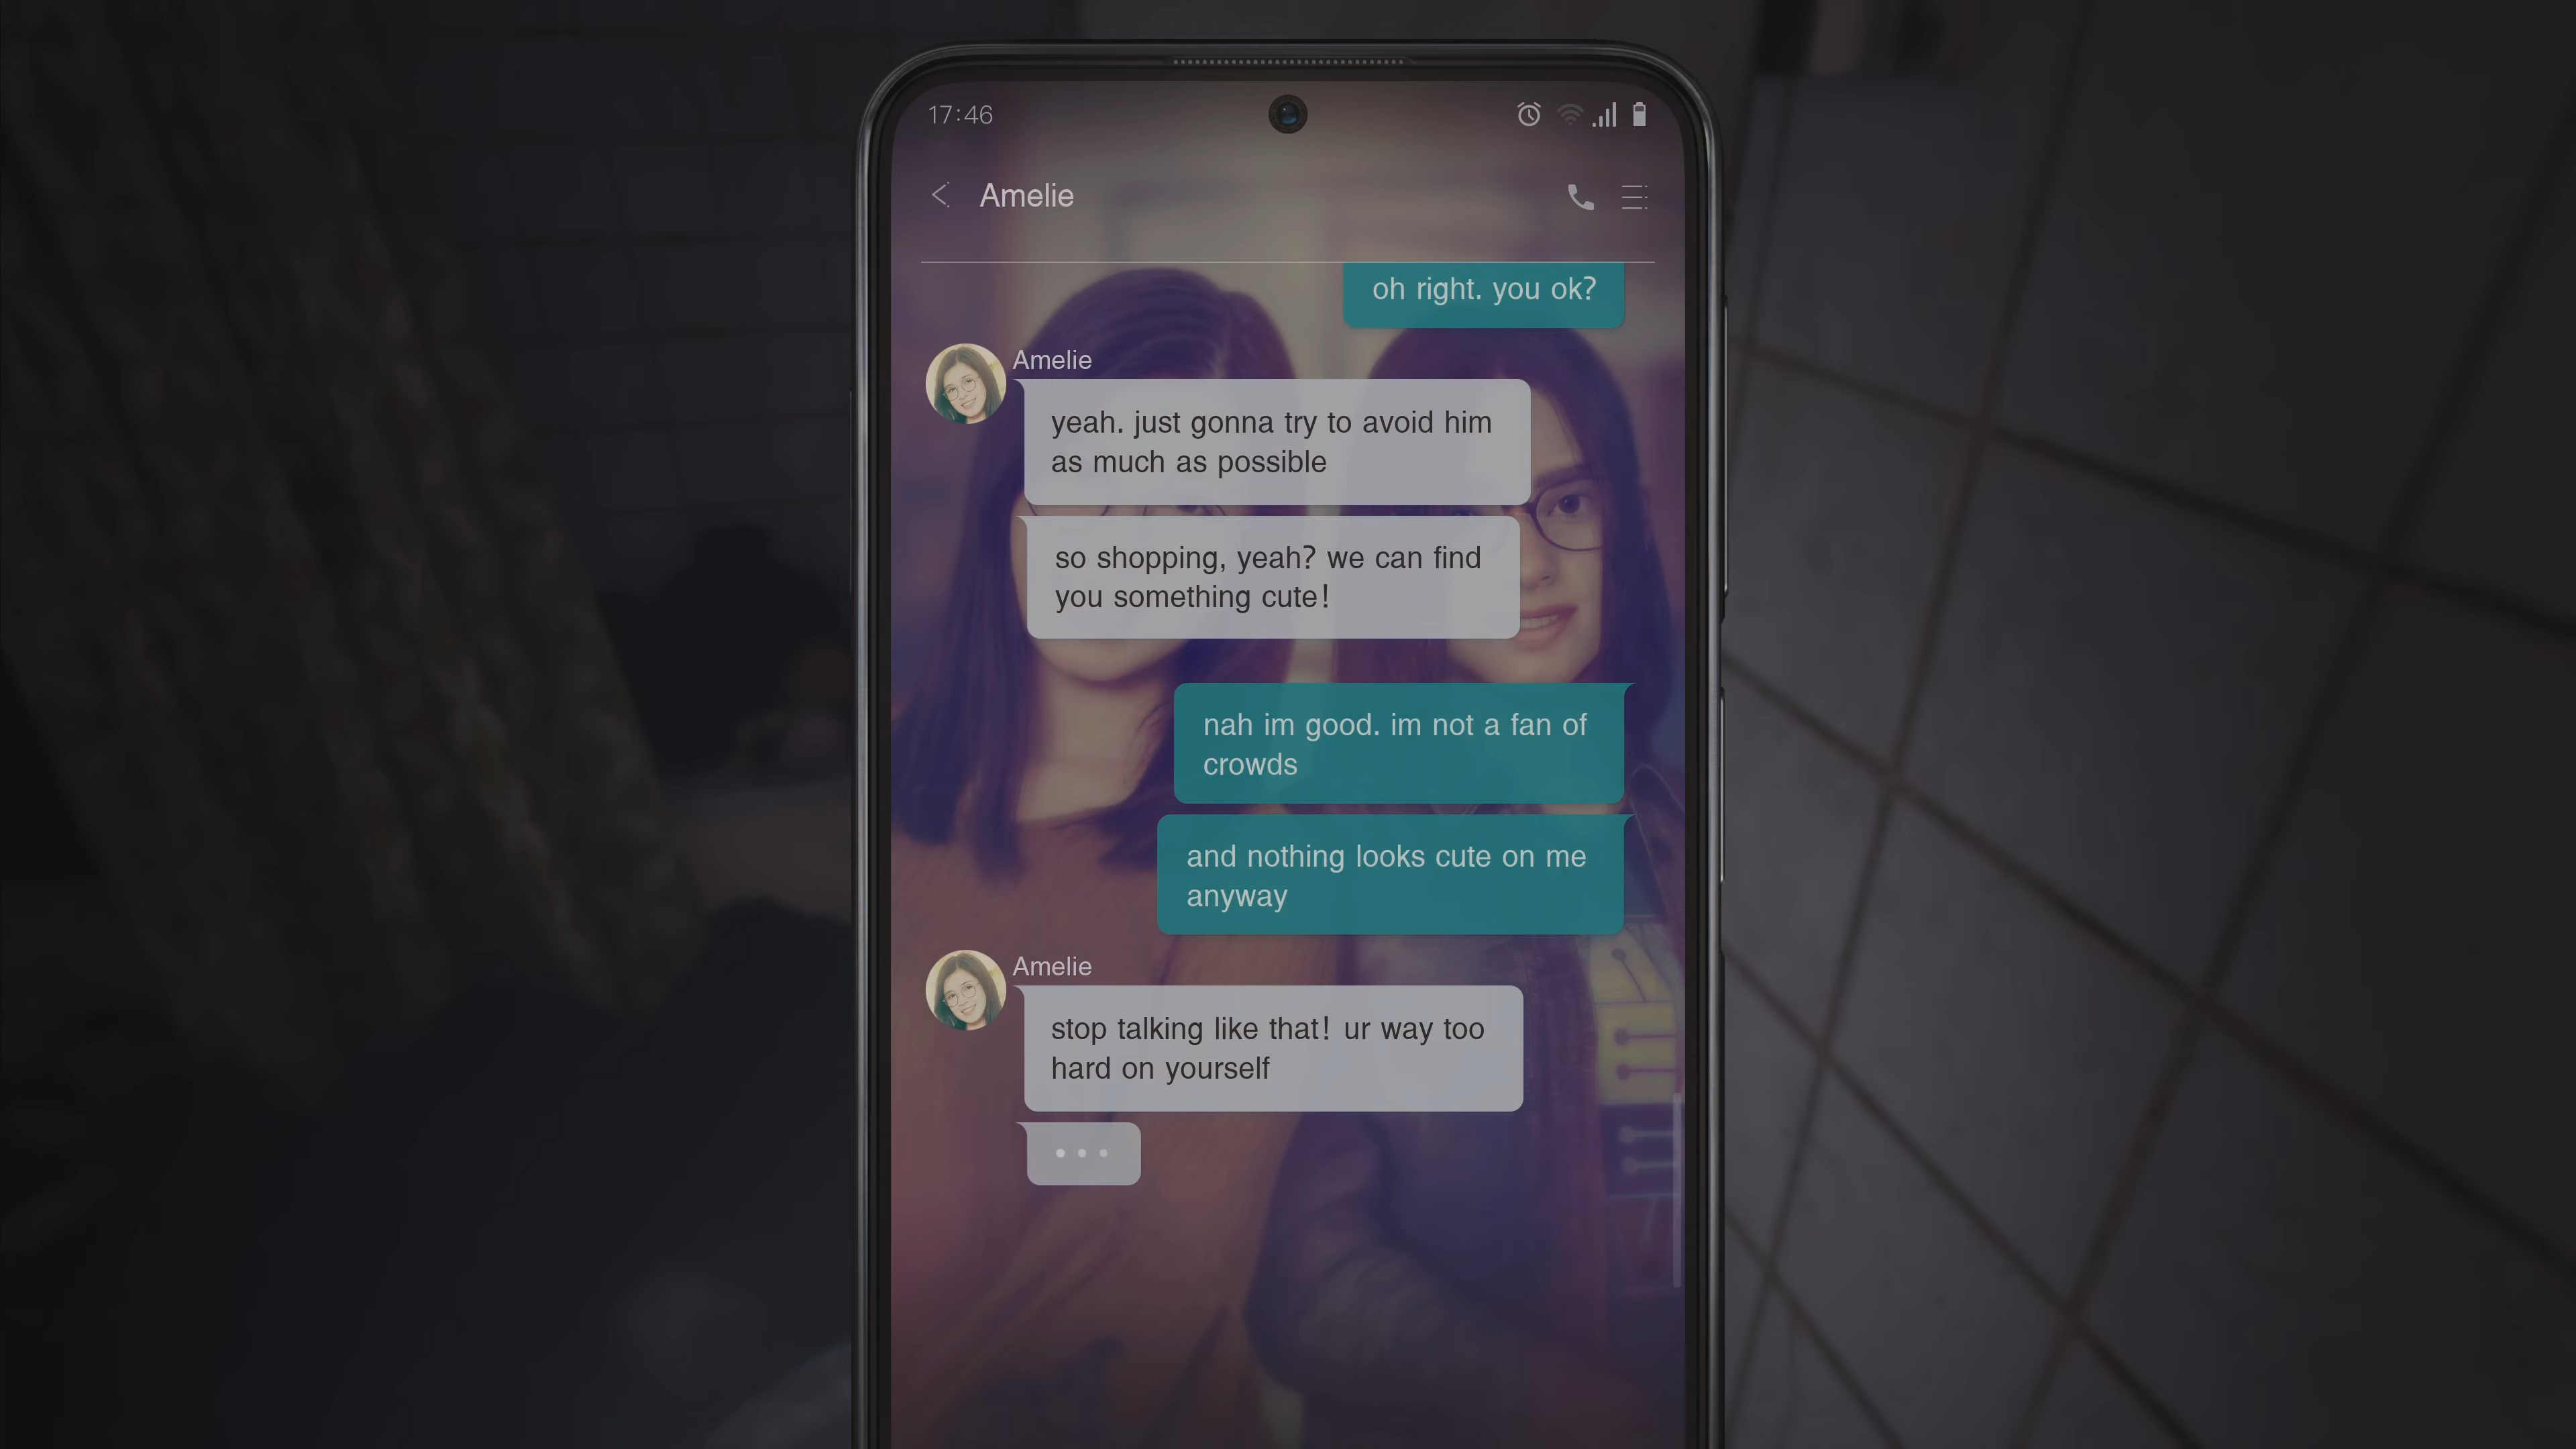 17:46
Amelie
oh right. you ok?
Amelie
yeah. just gonna try to avoid him
as much as possible
so shopping, yeah? we can find
you something cute!
nah im good. im not a fan of
crowds
and nothing looks cute on me
anyway
Amelie
stop talking like that! ur way too
hard on yourself